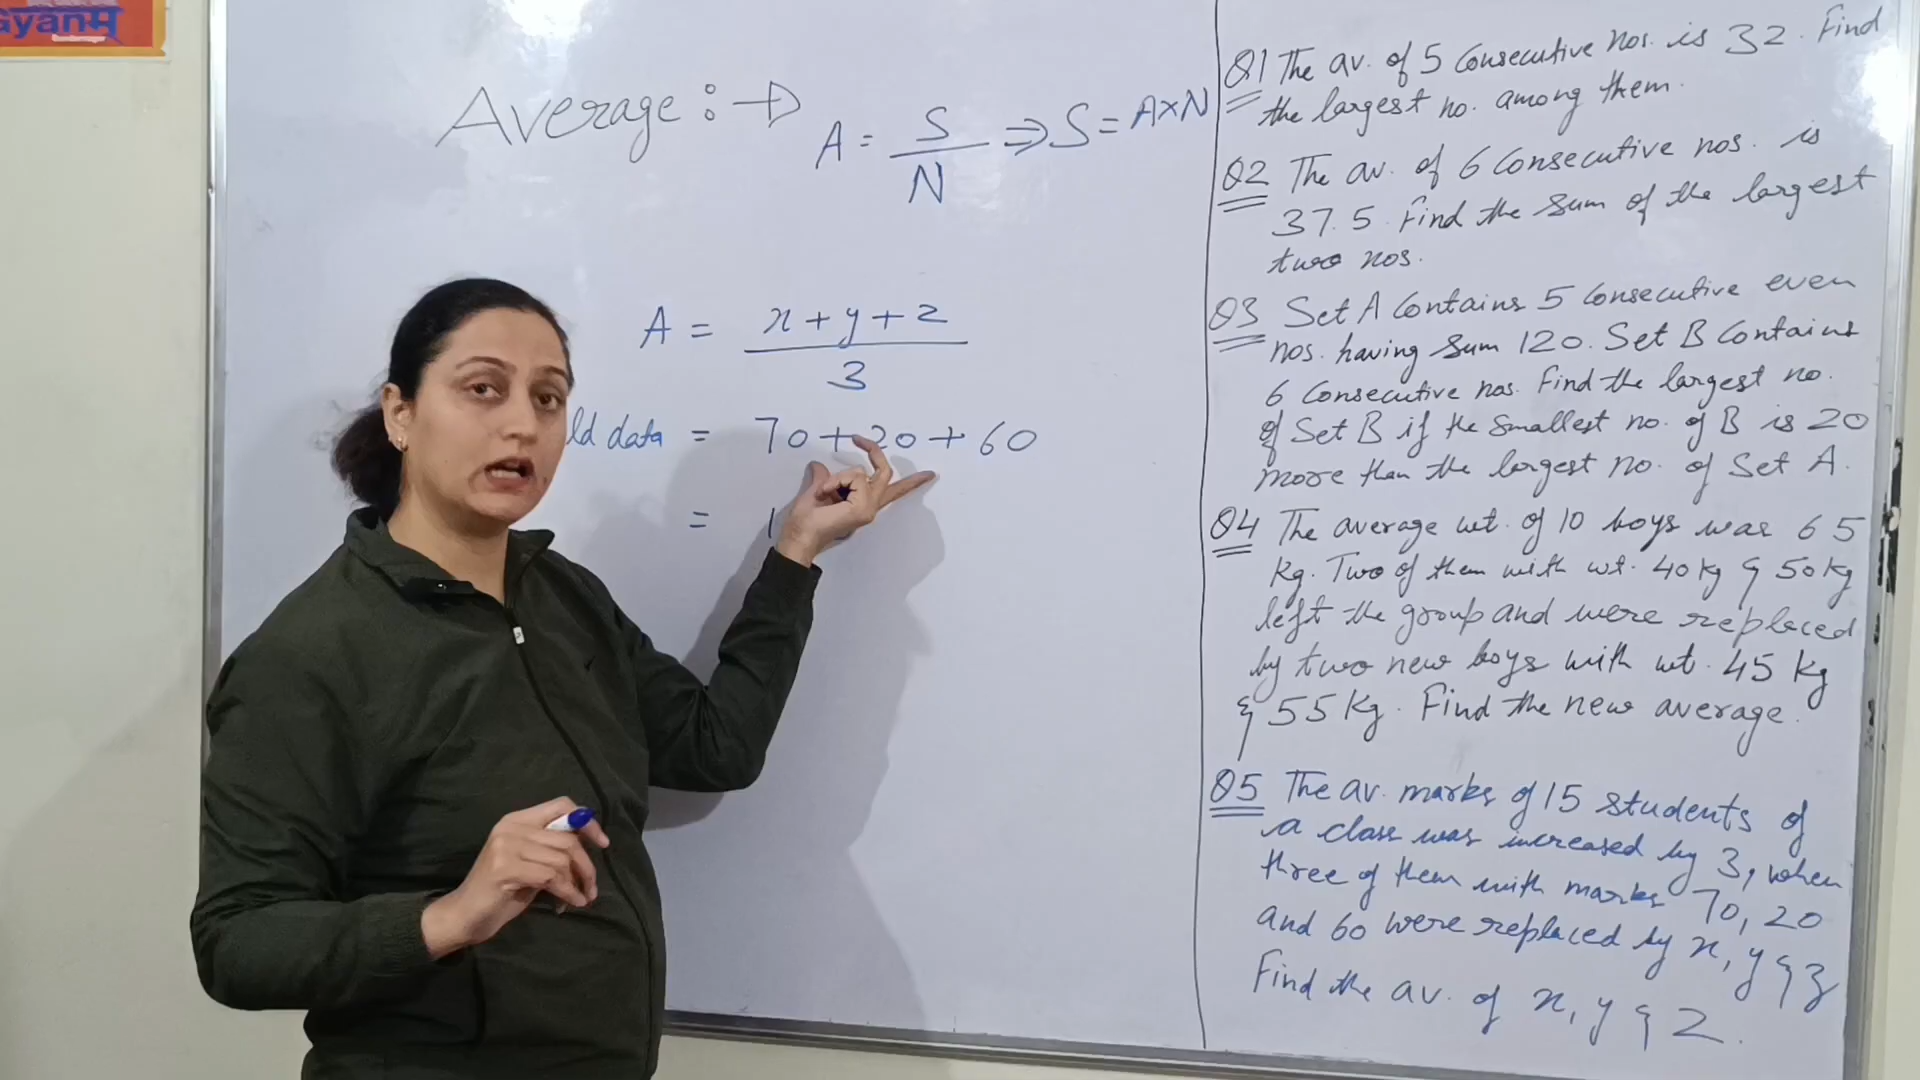 Gyanम
Average :→
A = S/N ⇒ S = A×N
A = x + y + z / 3
ld data = 70 + 20 + 60
= 1
Q1 The av. of 5 Consecutive nos. is 32. Find
the largest no. among them.
Q2 The av. of 6 Consecutive nos. is
37.5. Find the sum of the largest
two nos.
Q3 Set A Contains 5 Consecutive even
nos. having Sum 120. Set B Contains
6 Consecutive nos. Find the largest no.
of Set B if the Smallest no. of B is 20
more than the largest no. of Set A.
Q4 The average wt. of 10 boys was 65
kg. Two of them with wt. 40 kg & 50 kg
left the group and were replaced
by two new boys with wt. 45 kg
& 55 kg. Find the new average.
Q5 The av. marks of 15 students of
a class was increased by 3, when
three of them with marks 70, 20
and 60 were replaced by x, y & z
Find the av. of x, y & z.